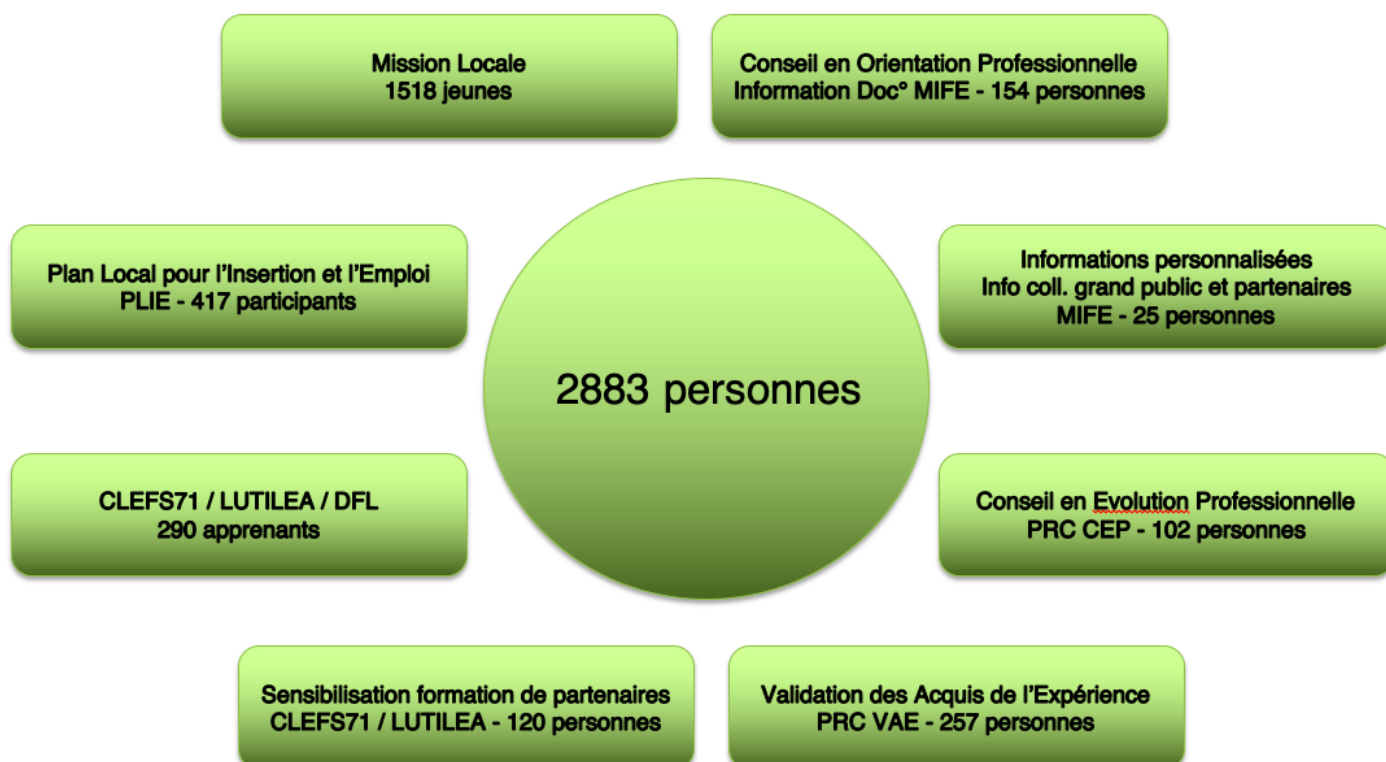 Mission Locale
1518 jeunes
Conseil en Orientation Professionnelle
Information Doc° MIFE - 154 personnes
Plan Local pour l'Insertion et l'Emploi
PLIE - 417 participants
Informations personnalisées
Info coll. grand public et partenaires
MIFE - 25 personnes
2883 personnes
CLEFS71 / LUTILEA / DFL
290 apprenants
Conseil en Evolution Professionnelle
PRC CEP - 102 personnes
Sensibilisation formation de partenaires
CLEFS71 / LUTILEA - 120 personnes
Validation des Acquis de l'Expérience
PRC VAE - 257 personnes